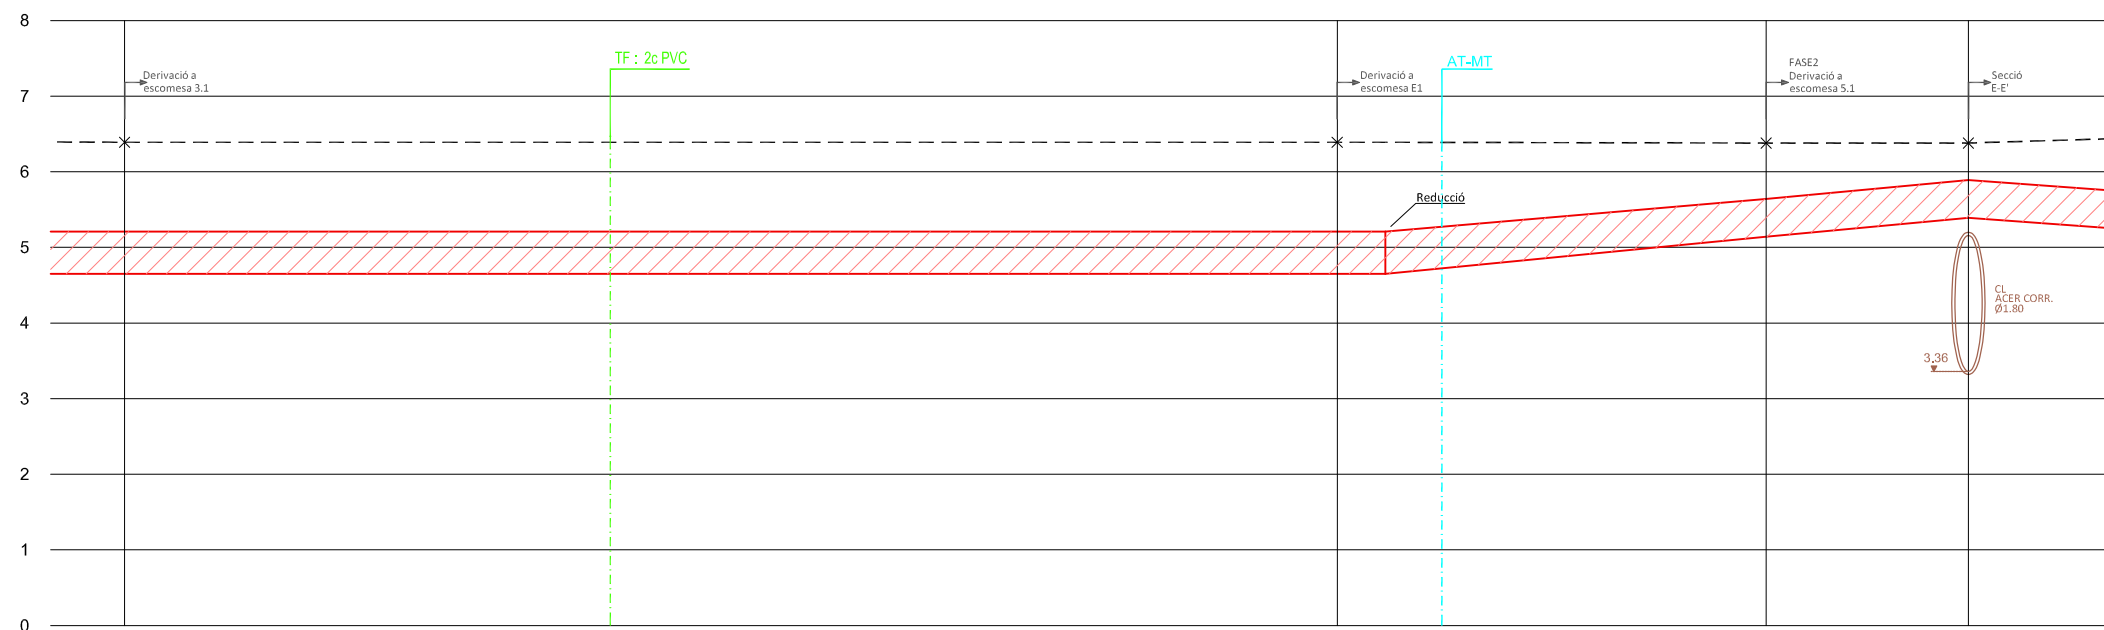 8
TF : 2c PVC
AT-MT
FASE2
Derivació a
escomesa 3.1
Derivació a
escomesa E1
Derivació a
escomesa 5.1
Secció
E-E'
7
6
Reducció
5
CL
ACER CORR.
Ø1.80
4
3.36
3
2
1
0